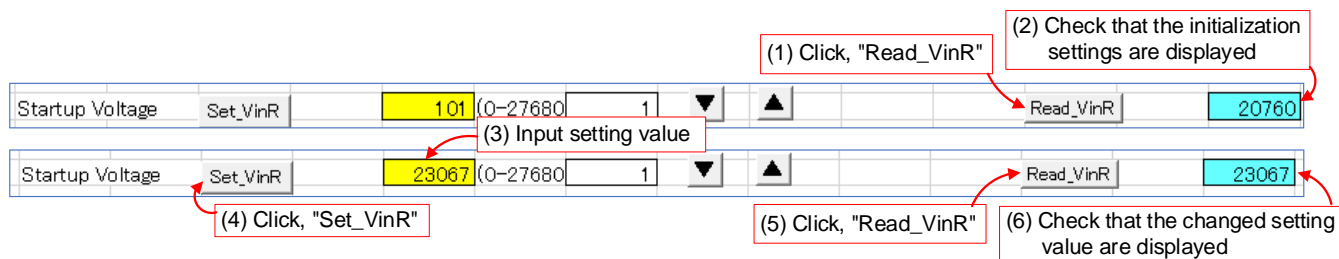 (2) Check that the initialization
settings are displayed
(1) Click, "Read_VinR"
Startup Voltage Set_VinR 101 (0-27680 1 ▼ ▲ Read_VinR 20760
(3) Input setting value
Startup Voltage Set_VinR 23067 (0-27680 1 ▼ ▲ Read_VinR 23067
(4) Click, "Set_VinR"
(5) Click, "Read_VinR"
(6) Check that the changed setting
value are displayed